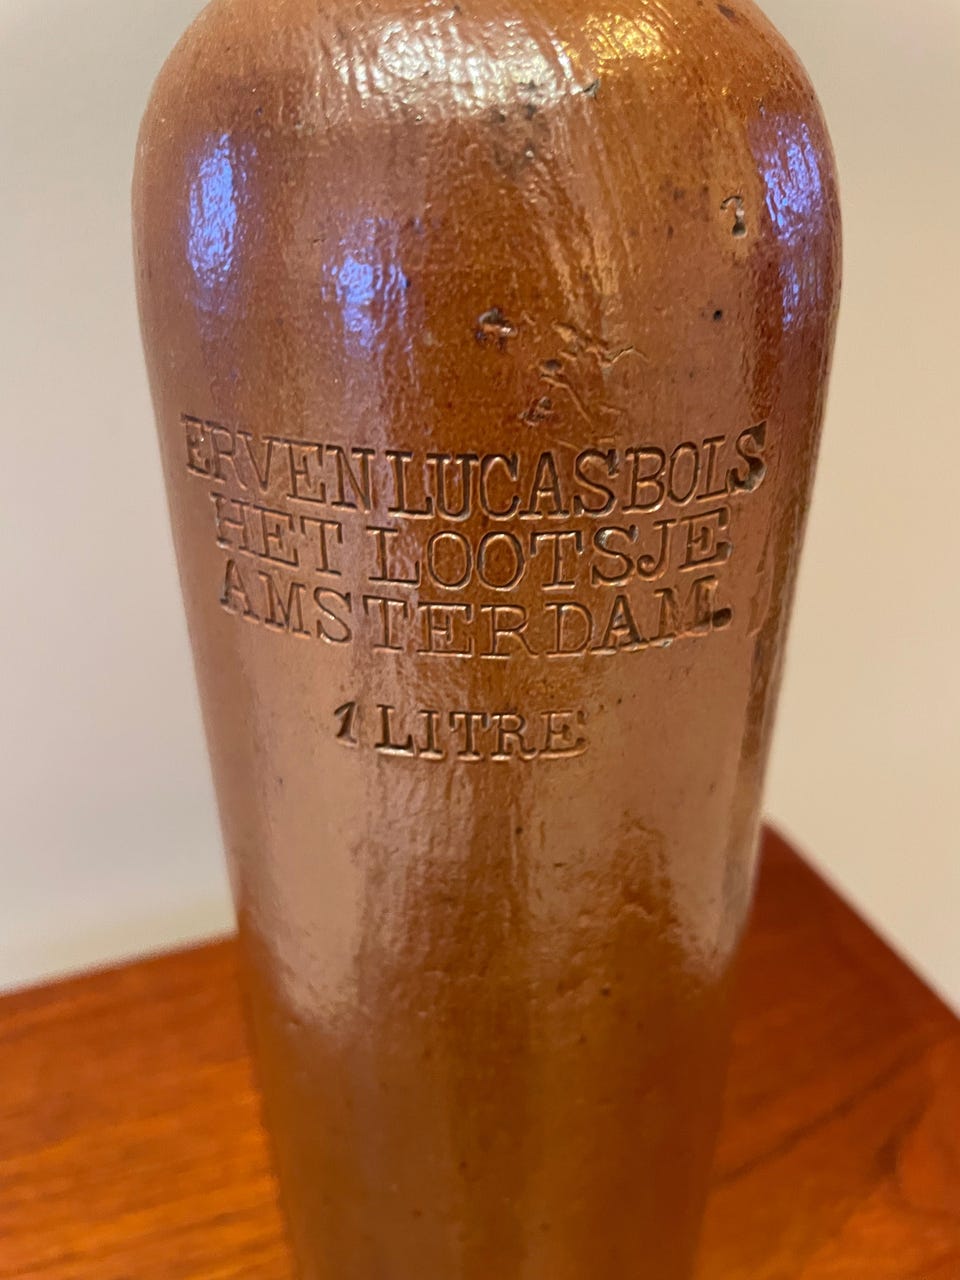 ERVEN LUCAS BOLS
HET LOOTSJE
AMSTERDAM.
1 LITRE